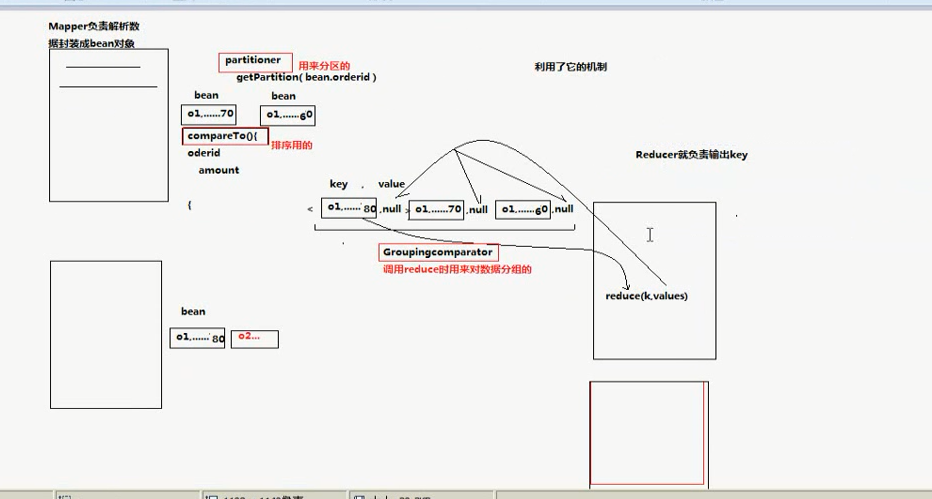 Mapper负责解析数
据封装成bean对象
partitioner
用来分区的
getPartition( bean.orderid )
利用了它的机制
bean
bean
o1,......70
o1,......60
compareTo(){
排序用的
oderid
amount
{
Reducer就负责输出key
key , value
< o1,......80 ,null > o1,......70 ,null o1,......60 ,null
Groupingcomparator
调用reduce时用来对数据分组的
reduce(k,values)
bean
o1,......80
o2...